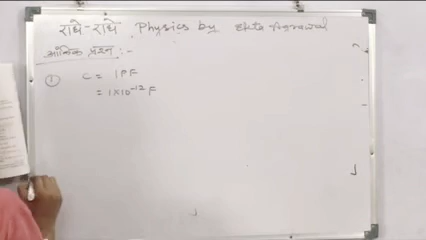 राधे-राधे Physics by Ekta Agrawal
आंकिक प्रश्न :-
① C = 1PF
= 1×10⁻¹² F